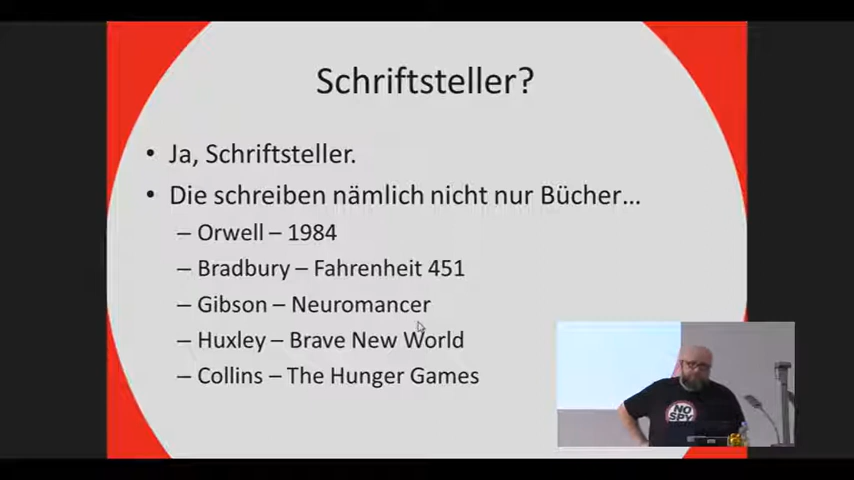 Schriftsteller?
• Ja, Schriftsteller.
• Die schreiben nämlich nicht nur Bücher...
– Orwell – 1984
– Bradbury – Fahrenheit 451
– Gibson – Neuromancer
– Huxley – Brave New World
– Collins – The Hunger Games
NO
SPY